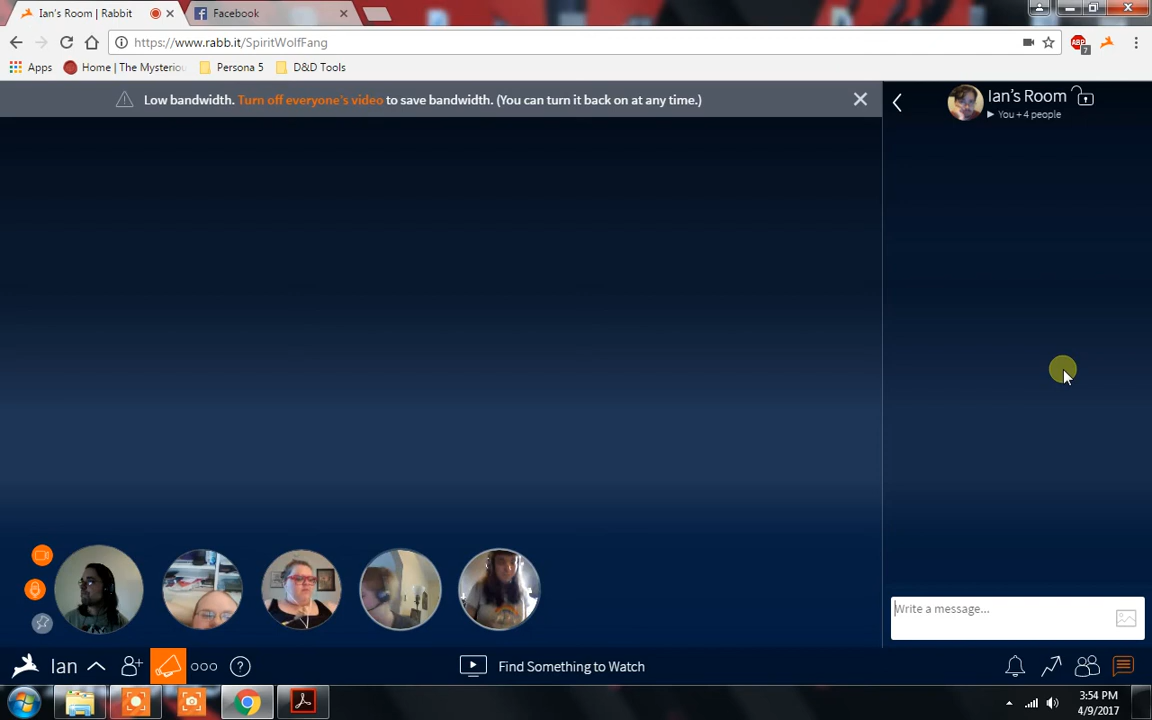 Ian's Room | Rabbit
Facebook
https://www.rabb.it/SpiritWolfFang
ABP
7
Apps
Home | The Mysteriou
Persona 5
D&D Tools
Low bandwidth. Turn off everyone's video to save bandwidth. (You can turn it back on at any time.)
Ian's Room
You + 4 people
Write a message...
Ian
Find Something to Watch
3:54 PM
4/9/2017